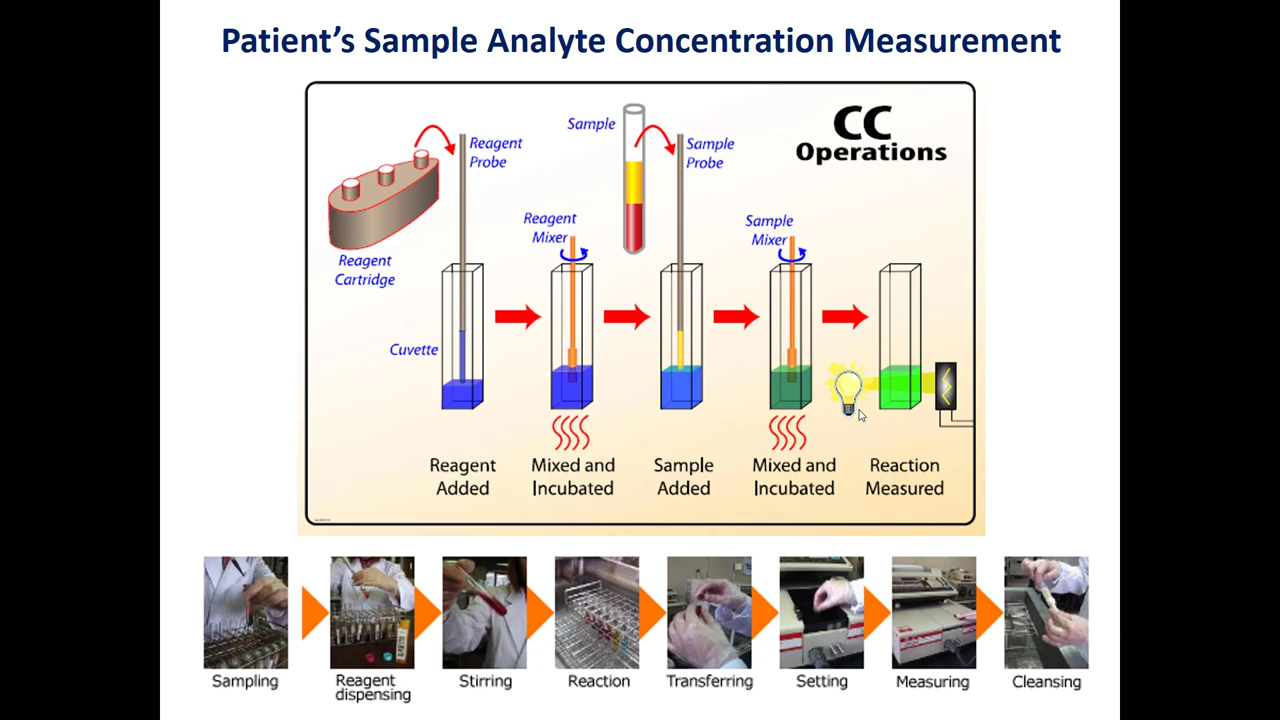 Patient's Sample Analyte Concentration Measurement
CC
Operations
Sample
Reagent
Probe
Sample
Probe
Reagent
Mixer
Sample
Mixer
Reagent
Cartridge
Cuvette
Reagent
Added
Mixed and
Incubated
Sample
Added
Mixed and
Incubated
Reaction
Measured
Sampling
Reagent
dispensing
Stirring
Reaction
Transferring
Setting
Measuring
Cleansing